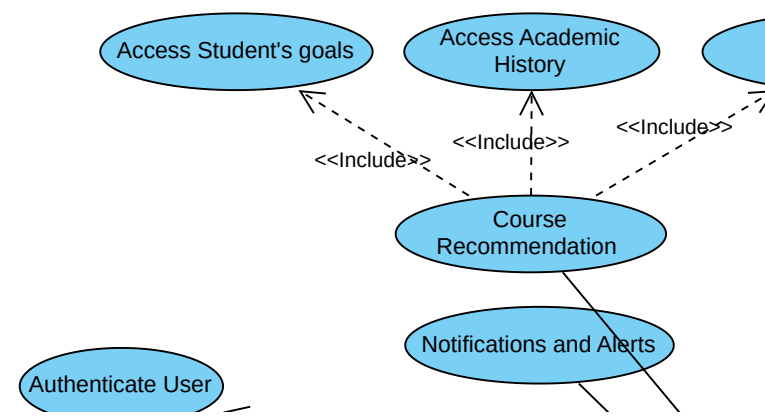 Access Student's goals
Access Academic
History
<<Include>>
<<Include>>
<<Include>>
Course
Recommendation
Notifications and Alerts
Authenticate User